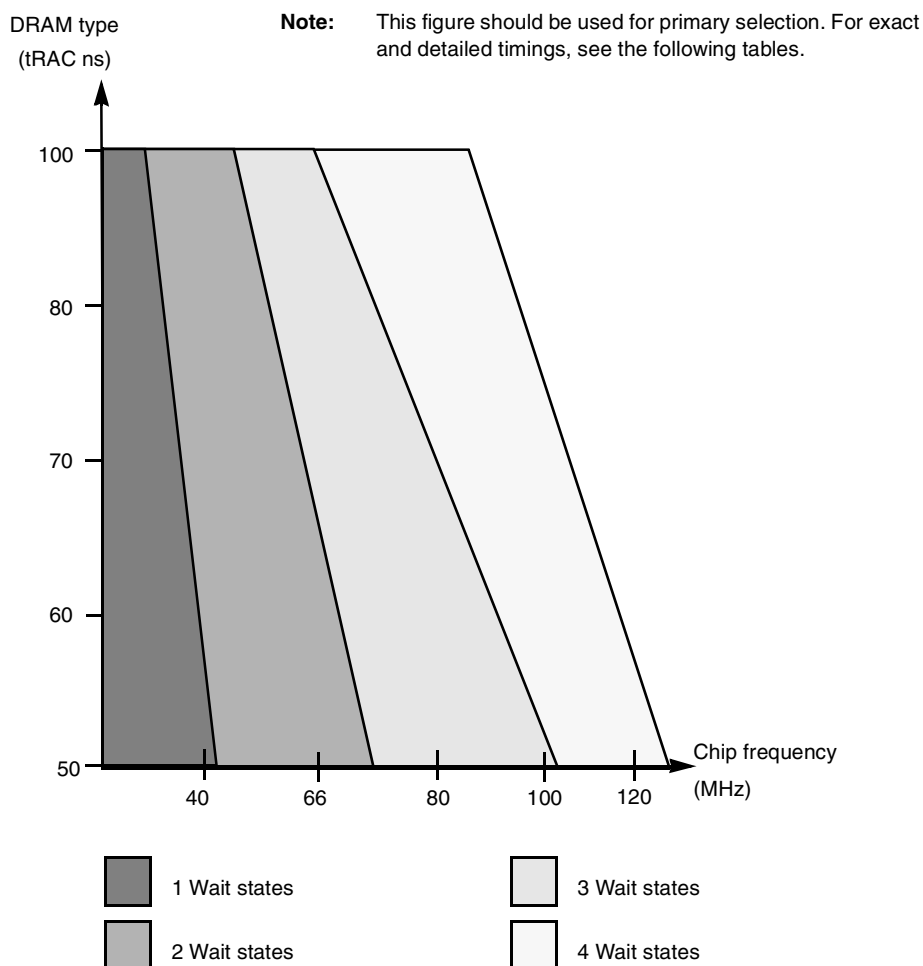 DRAM type
(tRAC ns)
Note: This figure should be used for primary selection. For exact
and detailed timings, see the following tables.
100
80
70
60
50
40
66
80
100
120
Chip frequency
(MHz)
1 Wait states
3 Wait states
2 Wait states
4 Wait states